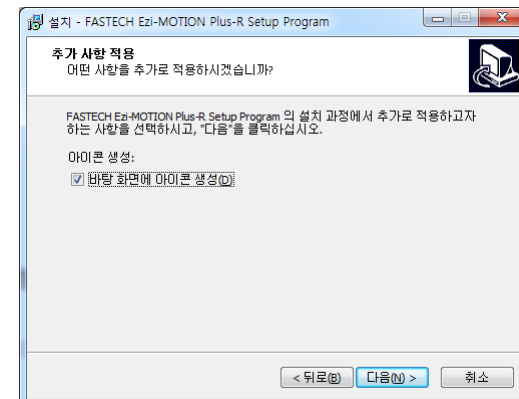 설치 - FASTECH Ezi-MOTION Plus-R Setup Program
추가 사항 적용
어떤 사항을 추가로 적용하시겠습니까?
FASTECH Ezi-MOTION Plus-R Setup Program 의 설치 과정에서 추가로 적용하고자
하는 사항을 선택하시고, "다음"을 클릭하십시오.
아이콘 생성:
바탕 화면에 아이콘 생성(D)
< 뒤로(B) 다음(N) > 취소